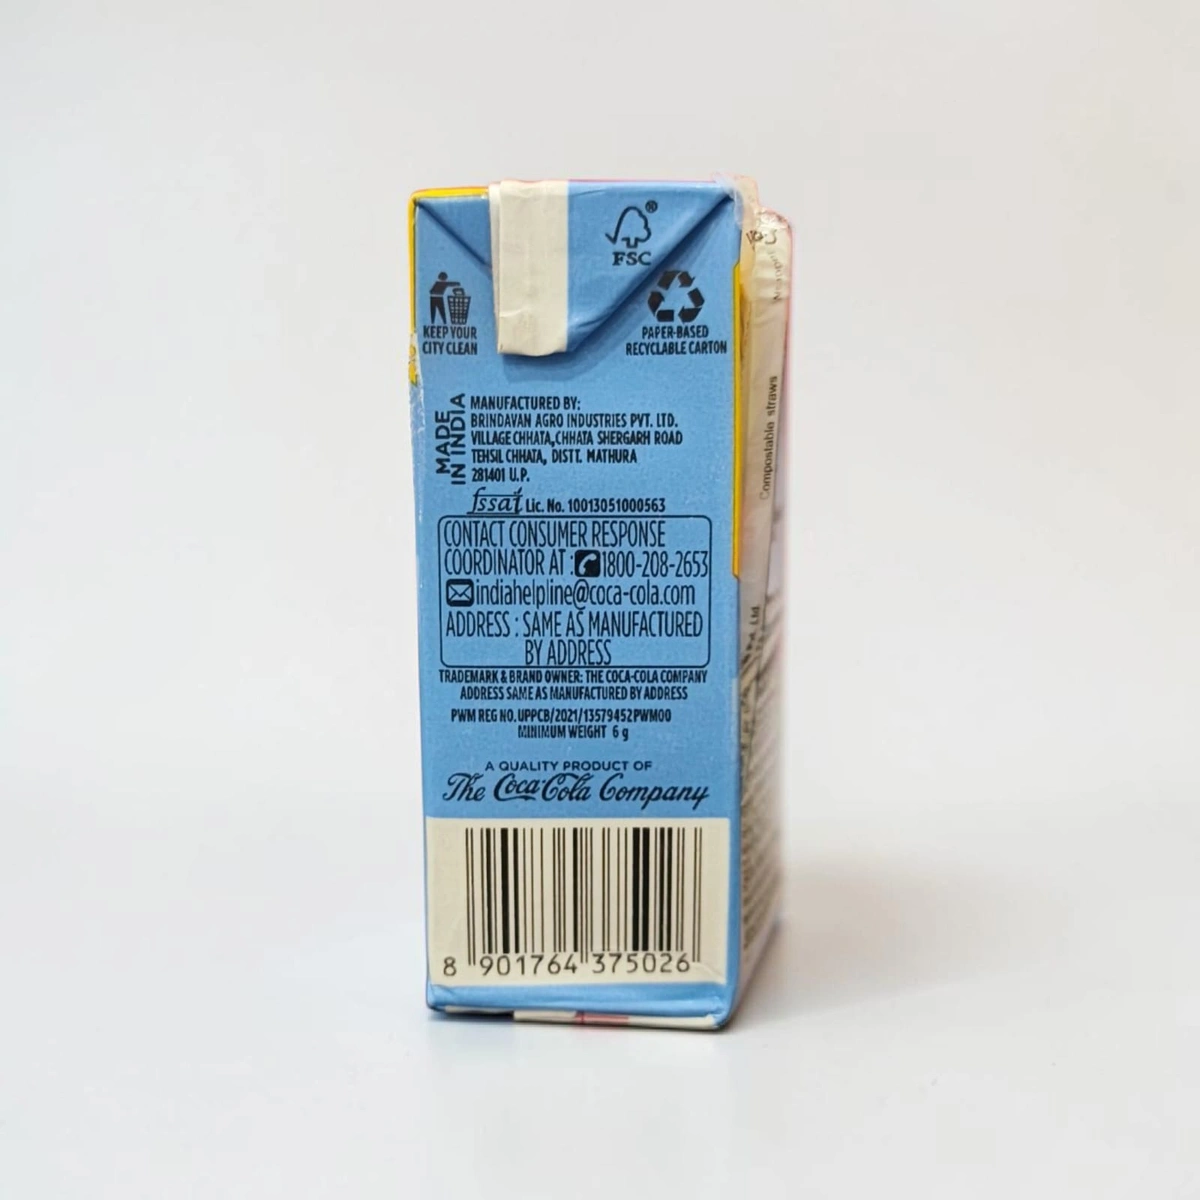 FSC
KEEP YOUR
CITY CLEAN
PAPER-BASED
RECYCLABLE CARTON
MADE
IN INDIA
MANUFACTURED BY:
BRINDAVAN AGRO INDUSTRIES PVT. LTD.
VILLAGE CHHATA, CHHATA SHERGARH ROAD
TEHSIL CHHATA, DISTT. MATHURA
281401 U.P.
fssai Lic. No. 10013051000563
CONTACT CONSUMER RESPONSE
COORDINATOR AT : 1800-208-2653
indiahelpline@coca-cola.com
ADDRESS : SAME AS MANUFACTURED
BY ADDRESS
TRADEMARK & BRAND OWNER: THE COCA-COLA COMPANY
ADDRESS SAME AS MANUFACTURED BY ADDRESS
PWM REG NO. UPPCB/2021/13579452PWM00
MINIMUM WEIGHT 6 g
A QUALITY PRODUCT OF
The Coca-Cola Company
8 901764 375026
Compostable straws
Ltd.